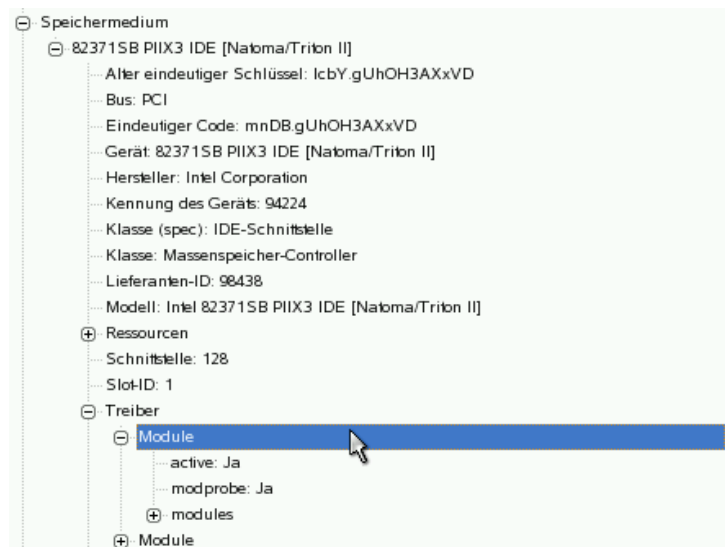 Speichermedium
82371SB PIIX3 IDE [Natoma/Triton II]
Alter eindeutiger Schlüssel: IcbY.gUhOH3AXxVD
Bus: PCI
Eindeutiger Code: mnDB.gUhOH3AXxVD
Gerät: 82371SB PIIX3 IDE [Natoma/Triton II]
Hersteller: Intel Corporation
Kennung des Geräts: 94224
Klasse (spec): IDE-Schnittstelle
Klasse: Massenspeicher-Controller
Lieferanten-ID: 98438
Modell: Intel 82371SB PIIX3 IDE [Natoma/Triton II]
Ressourcen
Schnittstelle: 128
Slot-ID: 1
Treiber
Module
active: Ja
modprobe: Ja
modules
Module